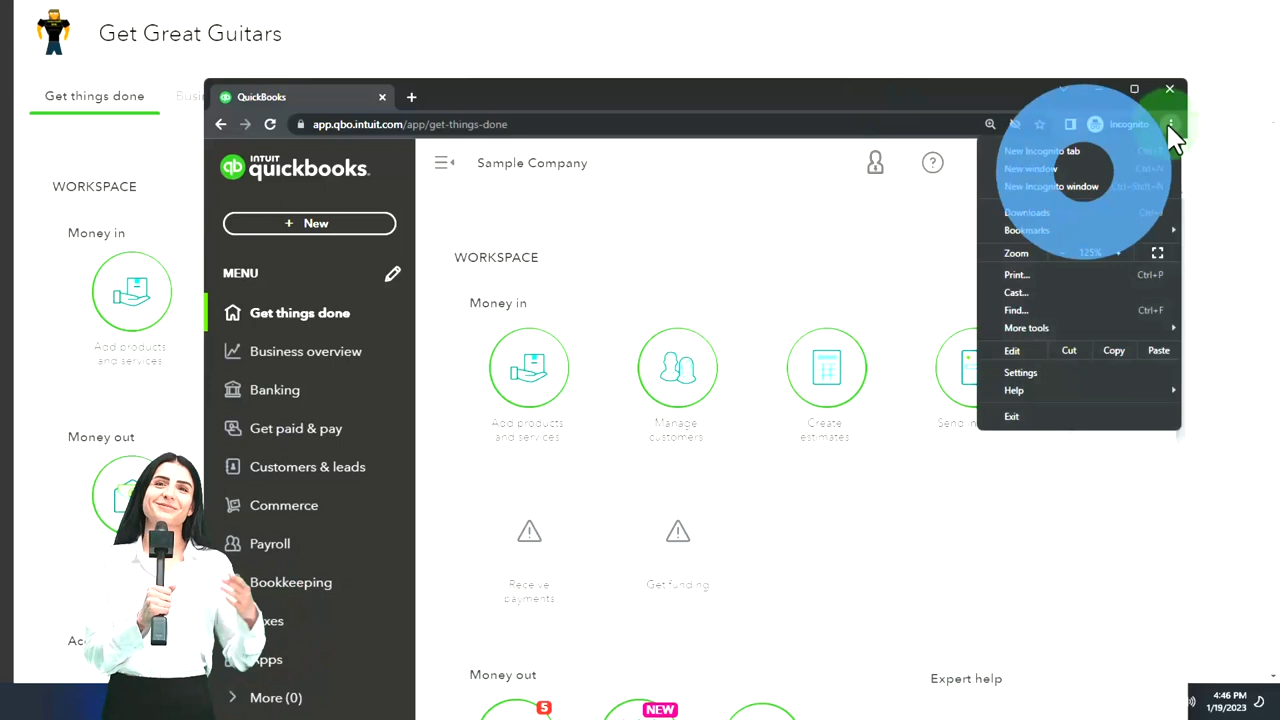 Get Great Guitars
Get things done
WORKSPACE
Money in
Add products
and services
Money out
QuickBooks
app.qbo.intuit.com/app/get-things-done
Incognito
INTUIT
quickbooks.
Sample Company
+ New
MENU
Get things done
Business overview
Banking
Get paid & pay
Customers & leads
Commerce
Payroll
Bookkeeping
More (0)
WORKSPACE
Money in
Add products
and services
Manage
customers
Create
estimates
Receive
payments
Get funding
Money out
Expert help
5
NEW
New Incognito tab
New window Ctrl+N
New Incognito window Ctrl+Shift+N
Downloads
Bookmarks
Zoom - 125% +
Print... Ctrl+P
Cast...
Find... Ctrl+F
More tools
Edit Cut Copy Paste
Settings
Help
Exit
4:46 PM
1/19/2023